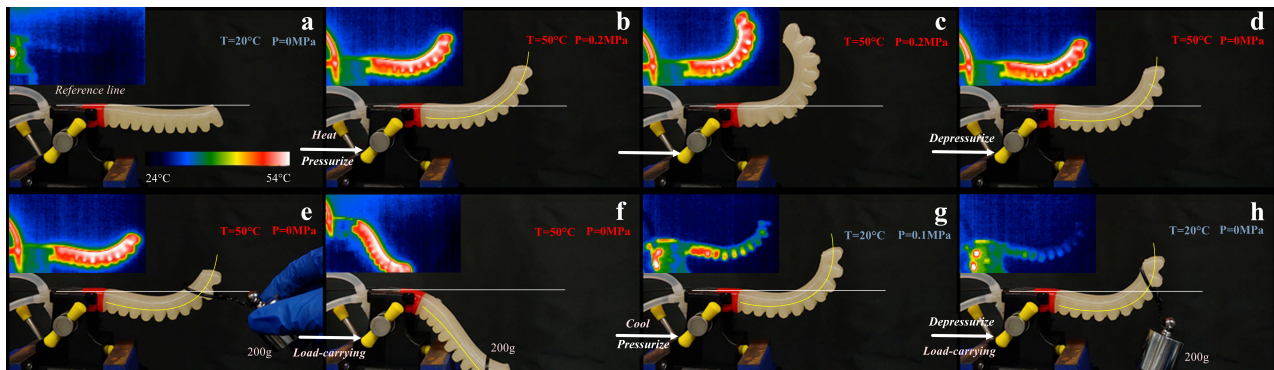 a
T=20°C P=0MPa
Reference line
24°C 54°C
Heat
Pressurize
b
T=50°C P=0.2MPa
c
T=50°C P=0.2MPa
Depressurize
d
T=50°C P=0MPa
e
T=50°C P=0MPa
200g
Load-carrying
f
T=50°C P=0MPa
200g
Cool
Pressurize
g
T=20°C P=0.1MPa
Depressurize
Load-carrying
h
T=20°C P=0MPa
200g